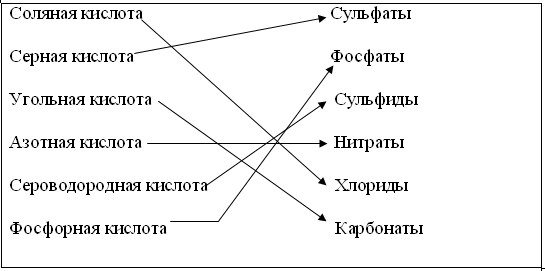 Соляная кислота Сульфаты
Серная кислота Фосфаты
Угольная кислота Сульфиды
Азотная кислота Нитраты
Сероводородная кислота Хлориды
Фосфорная кислота Карбонаты